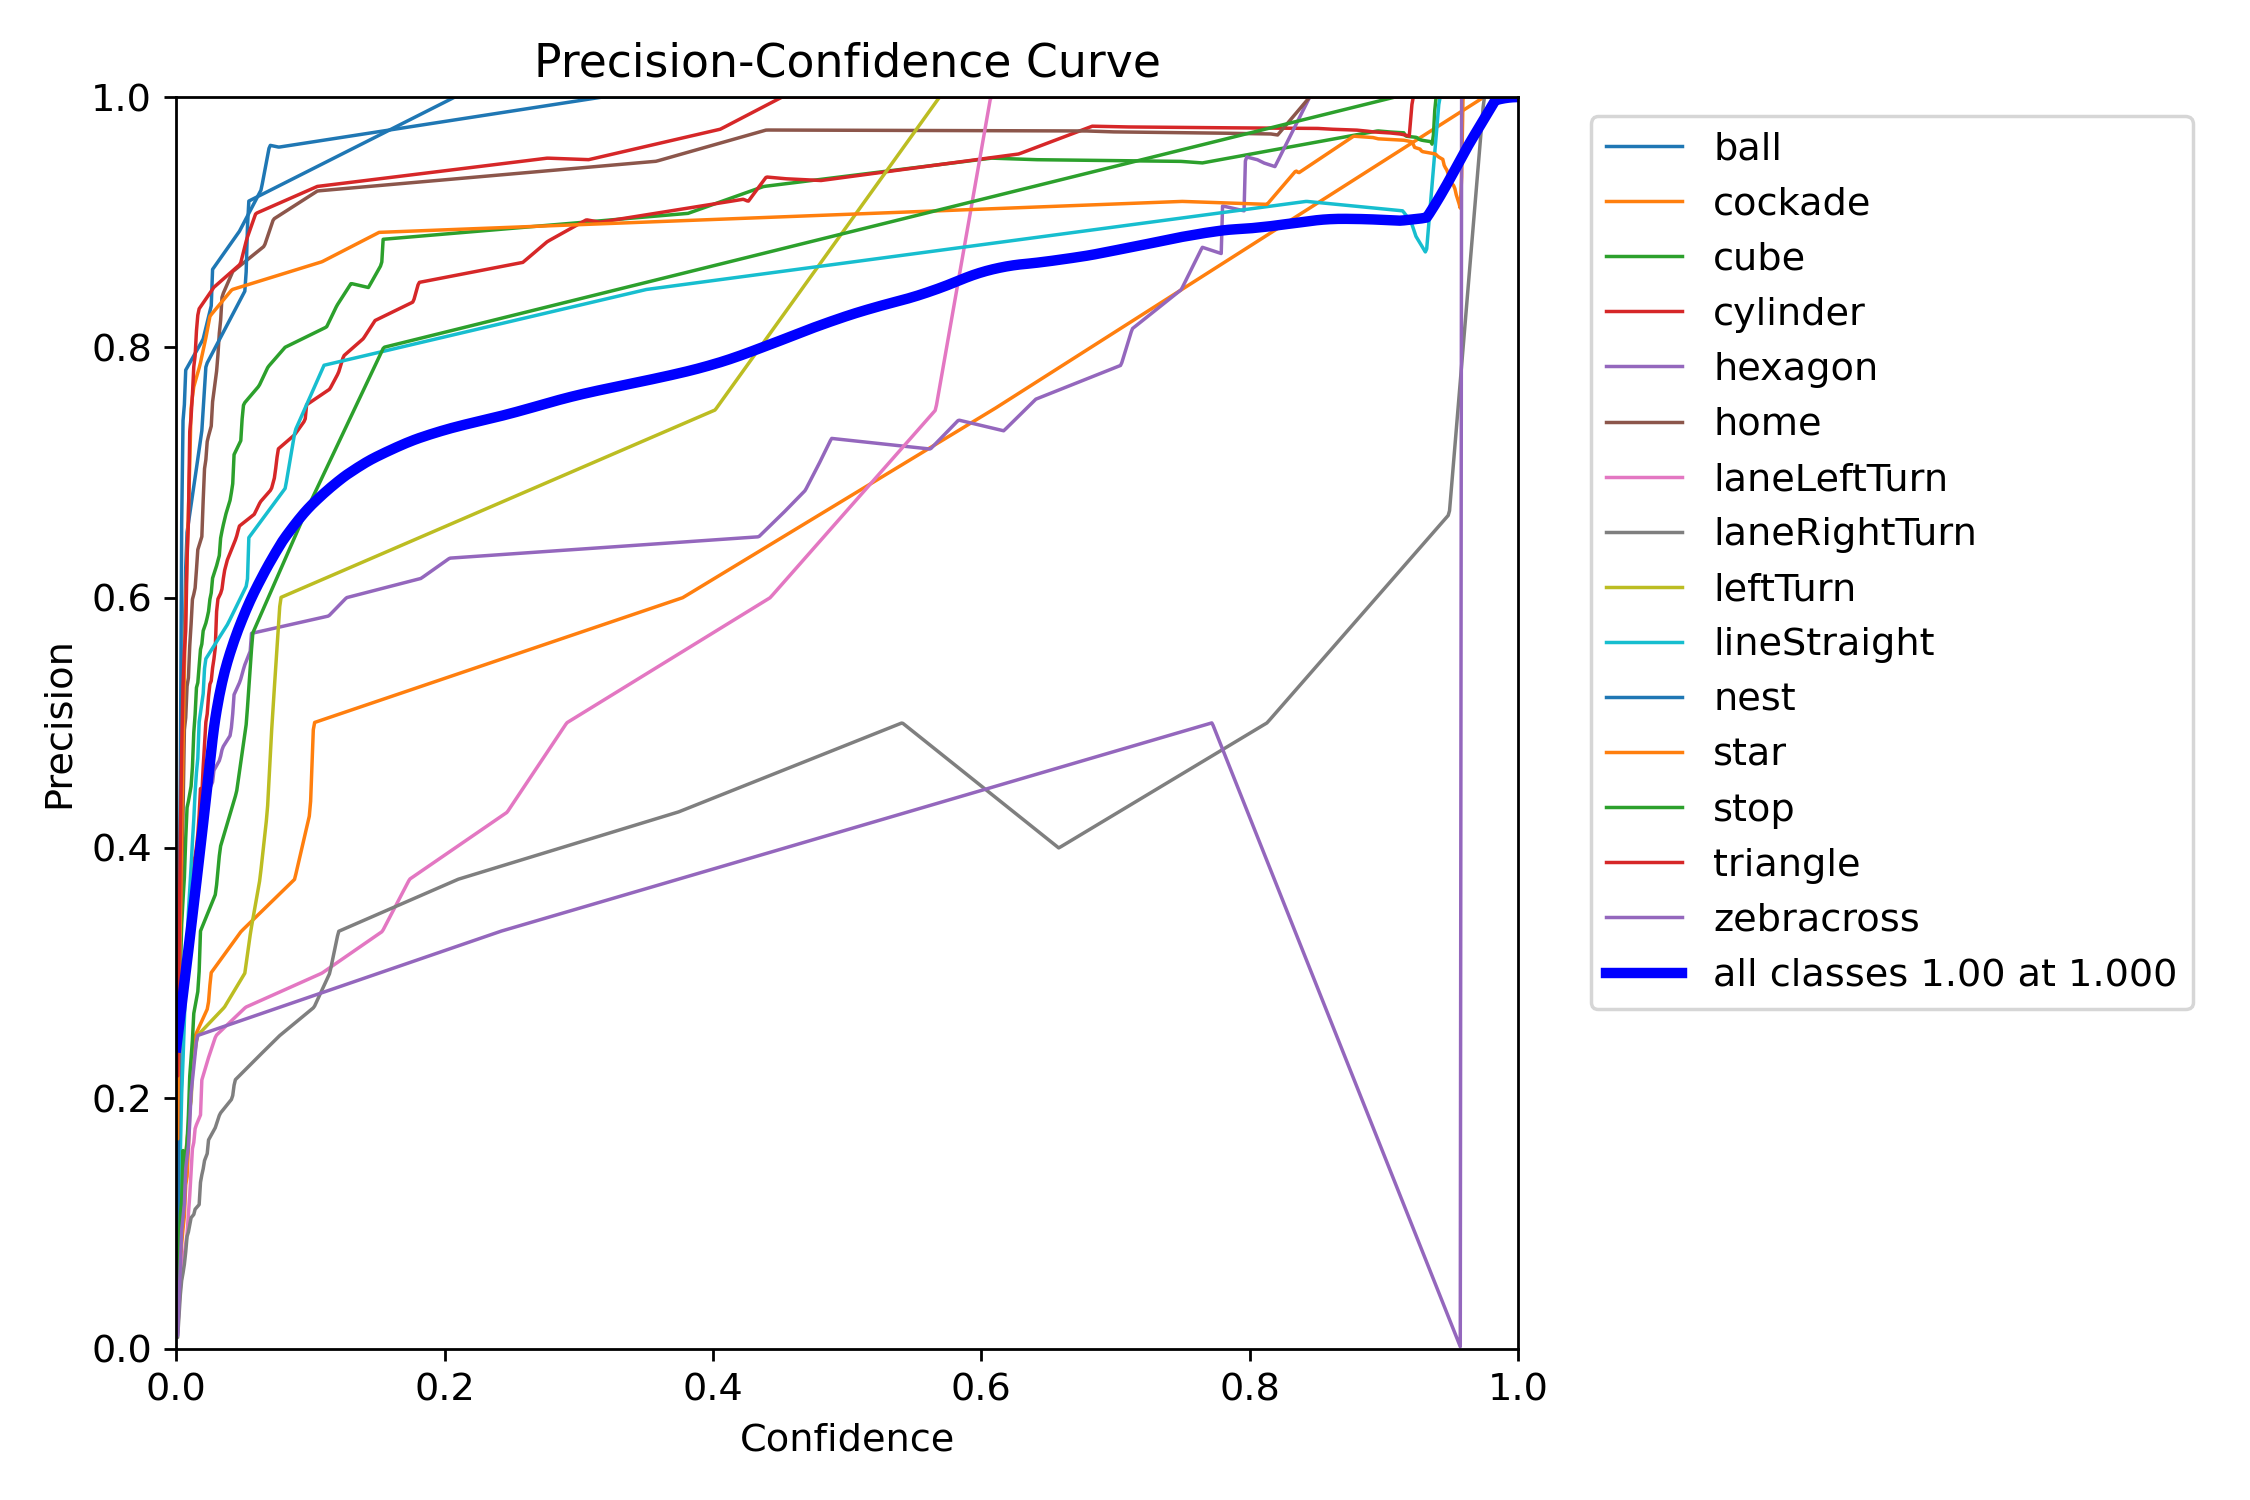 Precision-Confidence Curve
1.0
0.8
0.6
0.4
0.2
0.0
Precision
0.0 0.2 0.4 0.6 0.8 1.0
Confidence
ball
cockade
cube
cylinder
hexagon
home
laneLeftTurn
laneRightTurn
leftTurn
lineStraight
nest
star
stop
triangle
zebracross
all classes 1.00 at 1.000